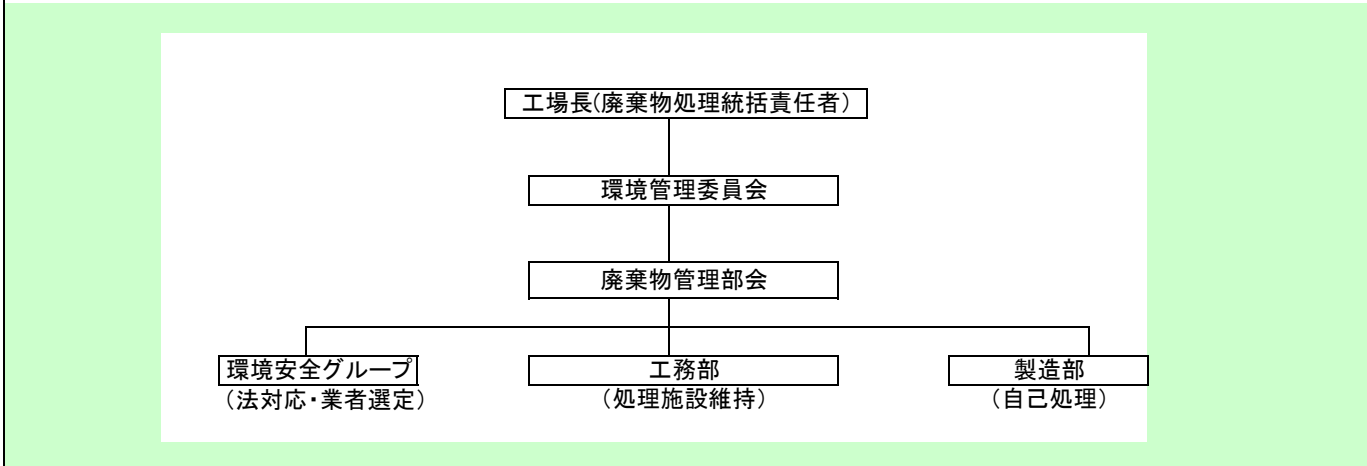 工場長(廃棄物処理統括責任者)
環境管理委員会
廃棄物管理部会
環境安全グループ
(法対応・業者選定)
工務部
(処理施設維持)
製造部
(自己処理)